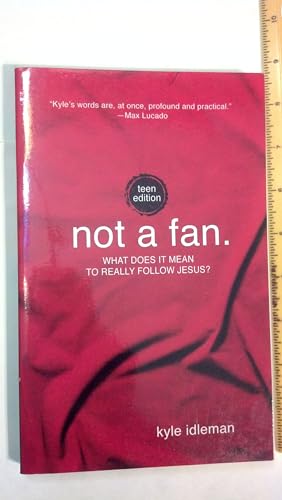 “Kyle’s words are, at once, profound and practical.”
—Max Lucado
teen
edition
not a fan.
WHAT DOES IT MEAN
TO REALLY FOLLOW JESUS?
kyle idleman